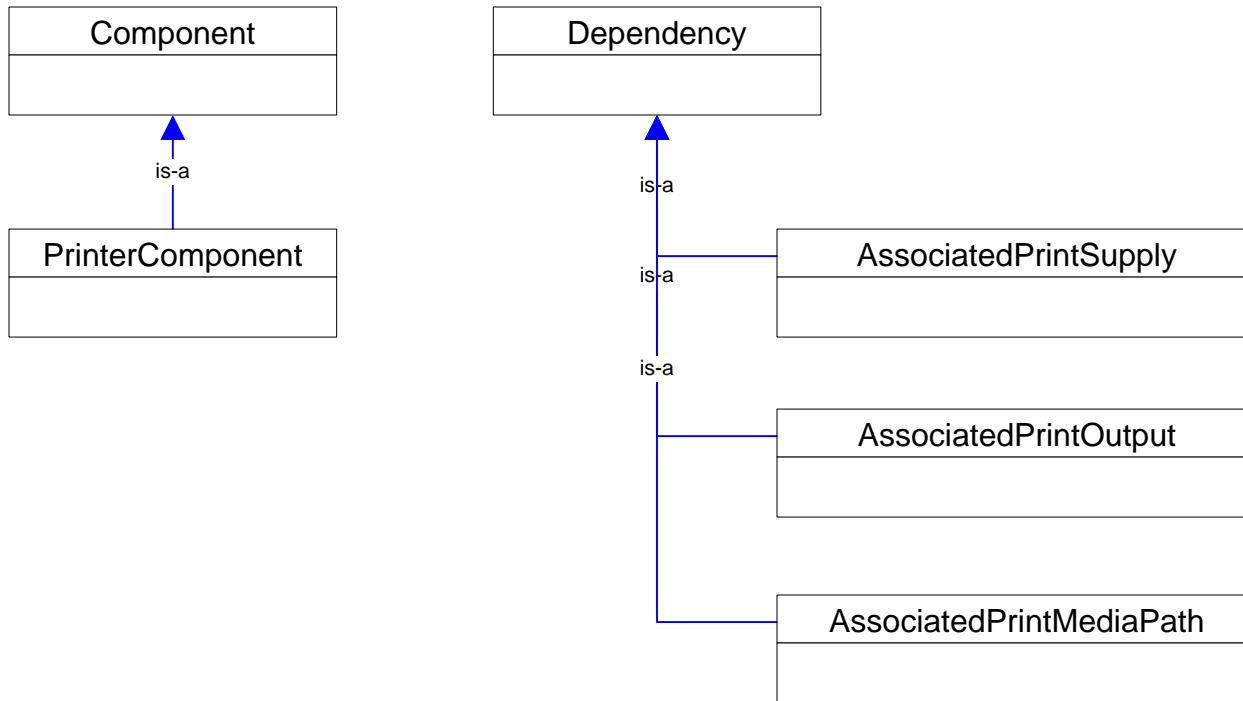 Component
Dependency
is-a
is-a
PrinterComponent
AssociatedPrintSupply
is-a
is-a
AssociatedPrintOutput
AssociatedPrintMediaPath